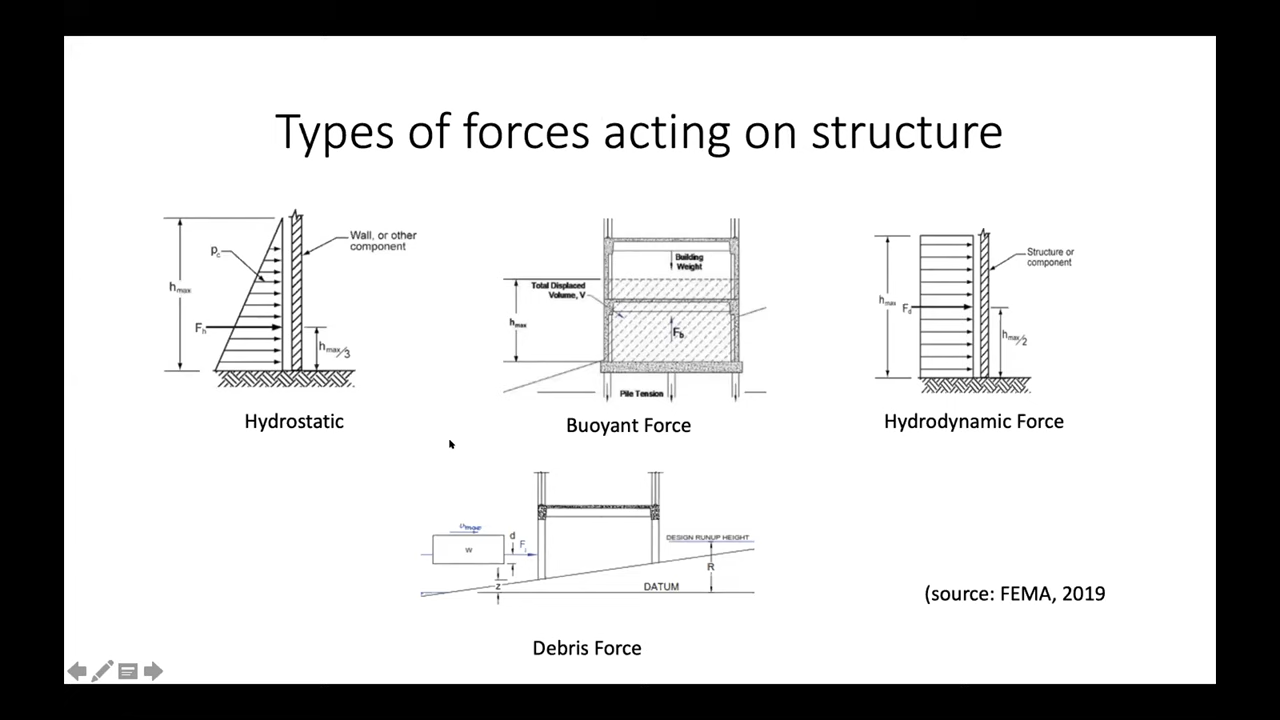 Types of forces acting on structure
Wall, or other
component
Pc
hmax
Fh
hmax/3
Hydrostatic
Building
Weight
Total Displaced
Volume, V
hmax
Fb
Pile Tension
Buoyant Force
Structure or
component
hmax
Fd
hmax/2
Hydrodynamic Force
umax
w
d
Fi
z
DESIGN RUNUP HEIGHT
R
DATUM
Debris Force
(source: FEMA, 2019